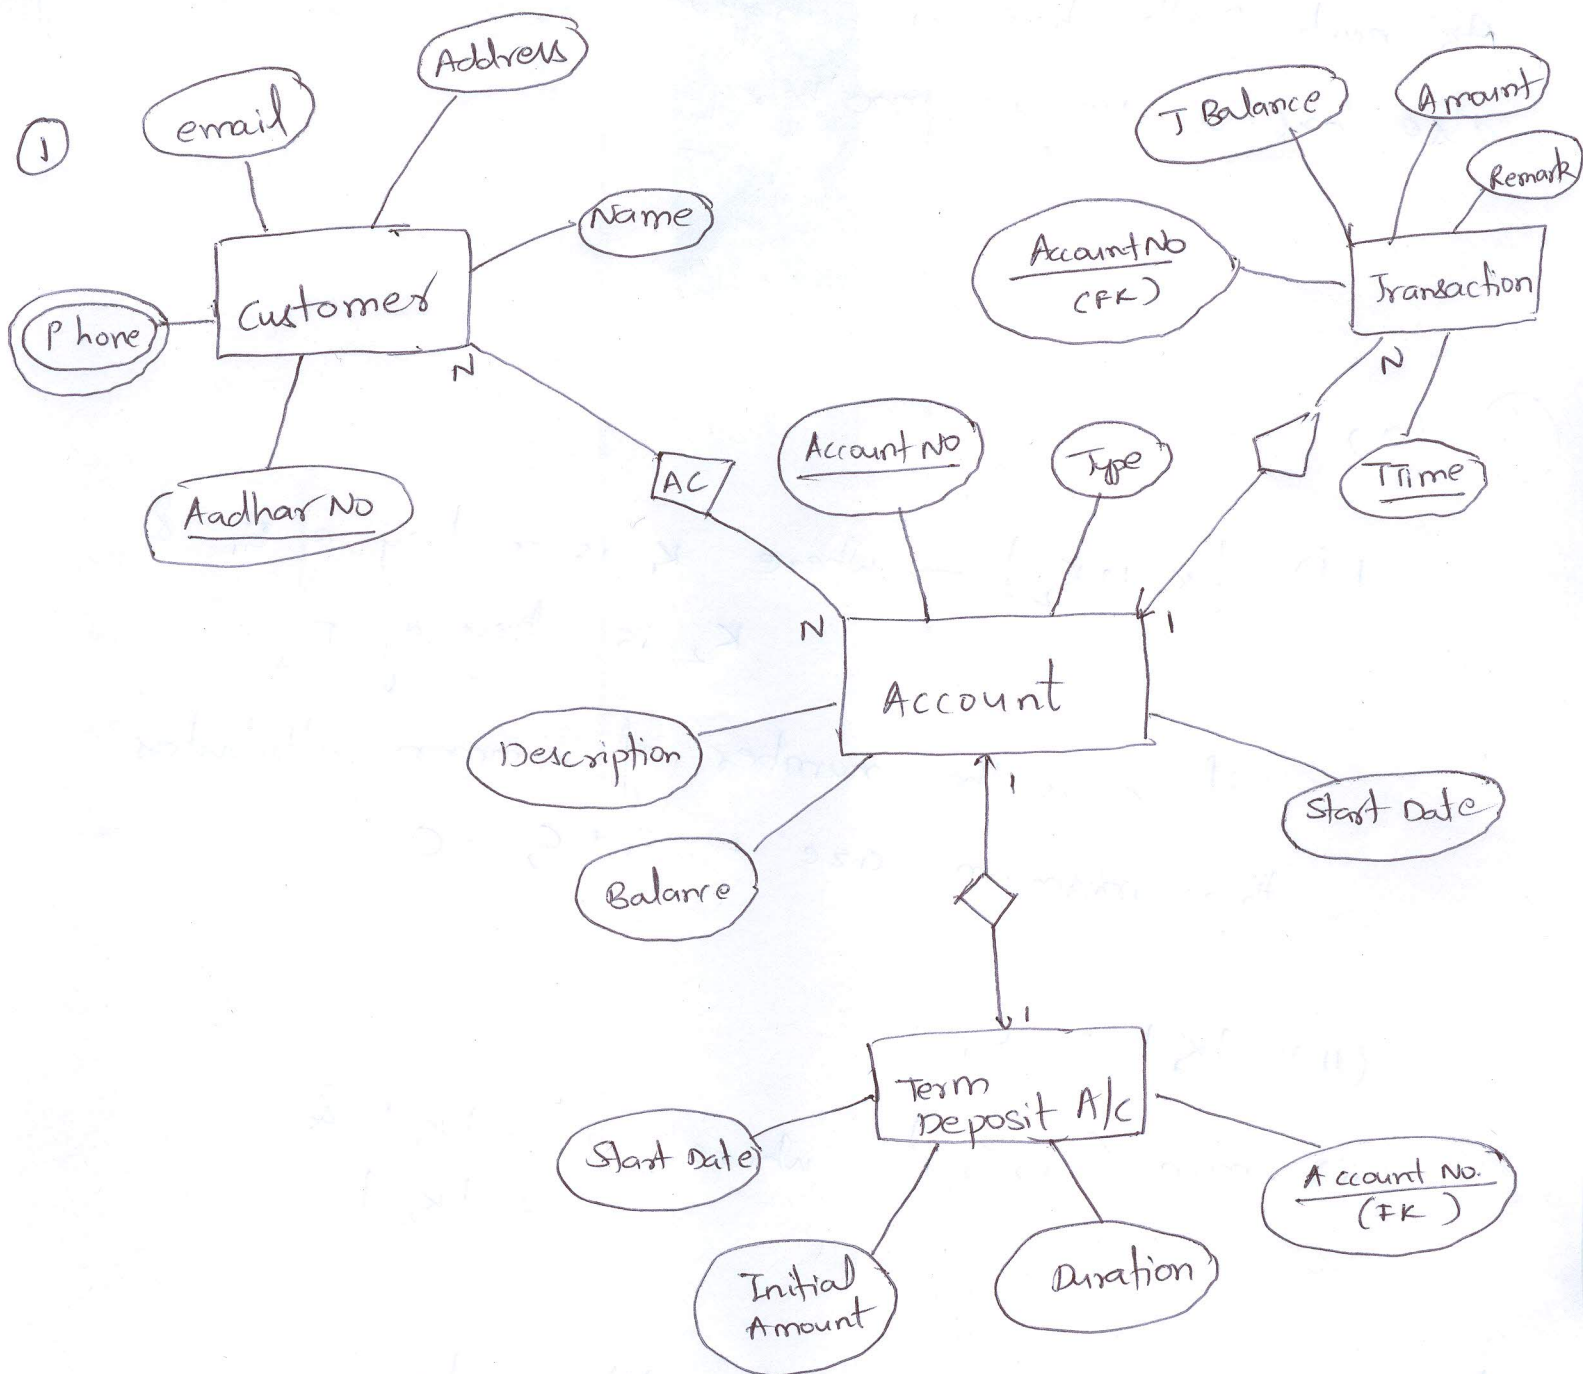 1
email
Address
Name
Customer
Phone
Aadhar No
N
AC
N
T Balance
Amount
Remark
Account No
(FK)
Transaction
N
TTime
Account No
Type
1
Account
Description
Balance
Start Date
1
1
Term
Deposit A/C
Start Date
Initial
Amount
Duration
Account No.
(FK)